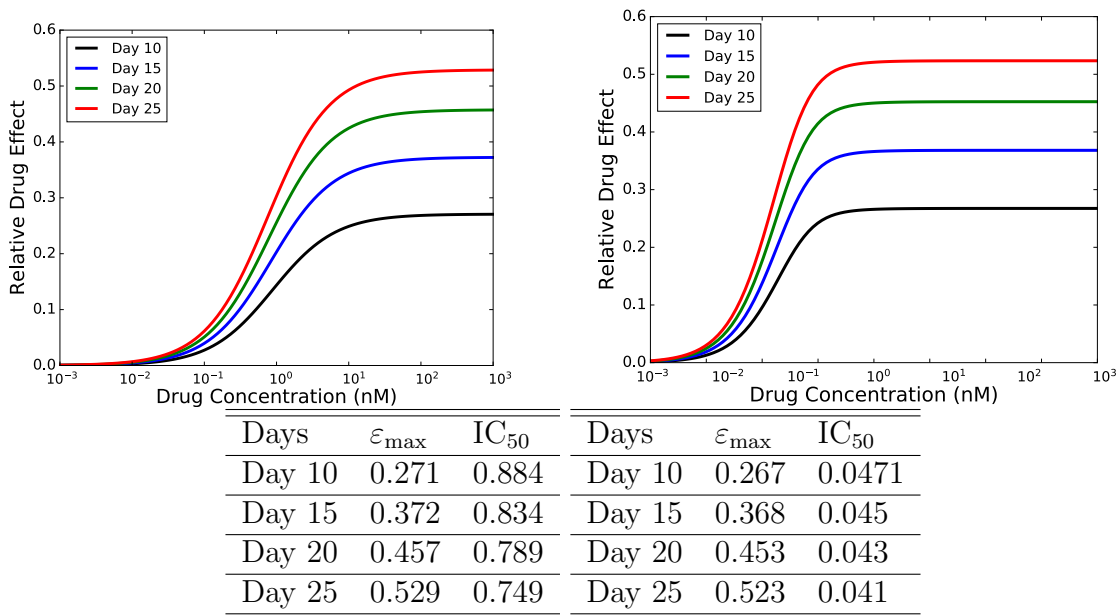 0.6
0.5
0.4
0.3
0.2
0.1
0.0
Relative Drug Effect
Day 10
Day 15
Day 20
Day 25
10⁻³ 10⁻² 10⁻¹ 10⁰ 10¹ 10² 10³
Drug Concentration (nM)
0.6
0.5
0.4
0.3
0.2
0.1
0.0
Relative Drug Effect
Day 10
Day 15
Day 20
Day 25
10⁻³ 10⁻² 10⁻¹ 10⁰ 10¹ 10² 10³
Drug Concentration (nM)
Days εmax IC50
Day 10 0.271 0.884
Day 15 0.372 0.834
Day 20 0.457 0.789
Day 25 0.529 0.749
Days εmax IC50
Day 10 0.267 0.0471
Day 15 0.368 0.045
Day 20 0.453 0.043
Day 25 0.523 0.041